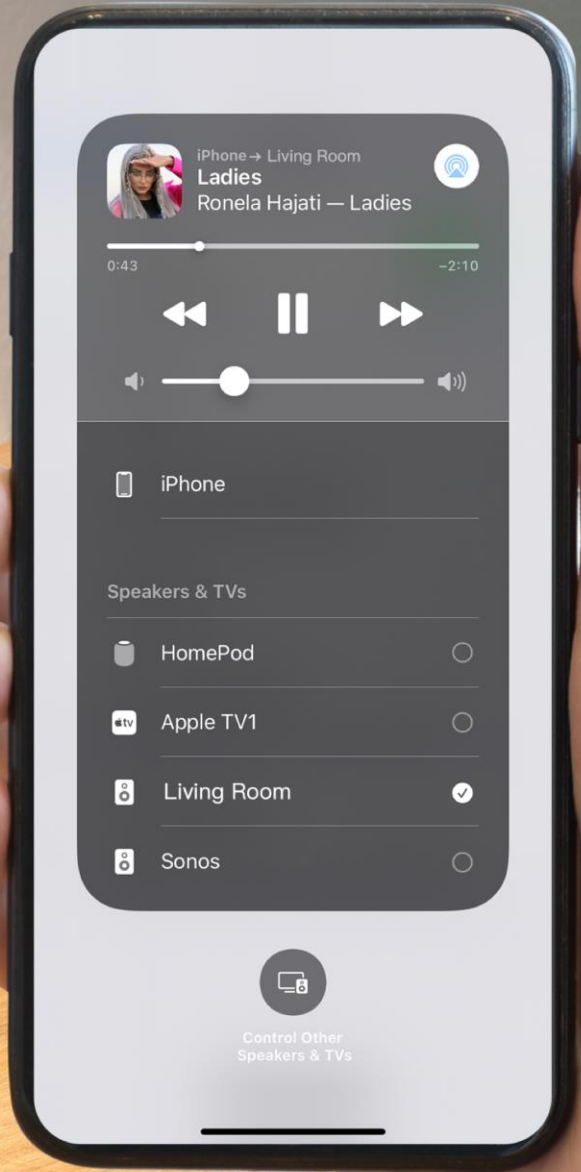 iPhone→ Living Room
Ladies
Ronela Hajati — Ladies
0:43
−2:10
iPhone
Speakers & TVs
HomePod
tv
Apple TV1
Living Room
Sonos
Control Other
Speakers & TVs